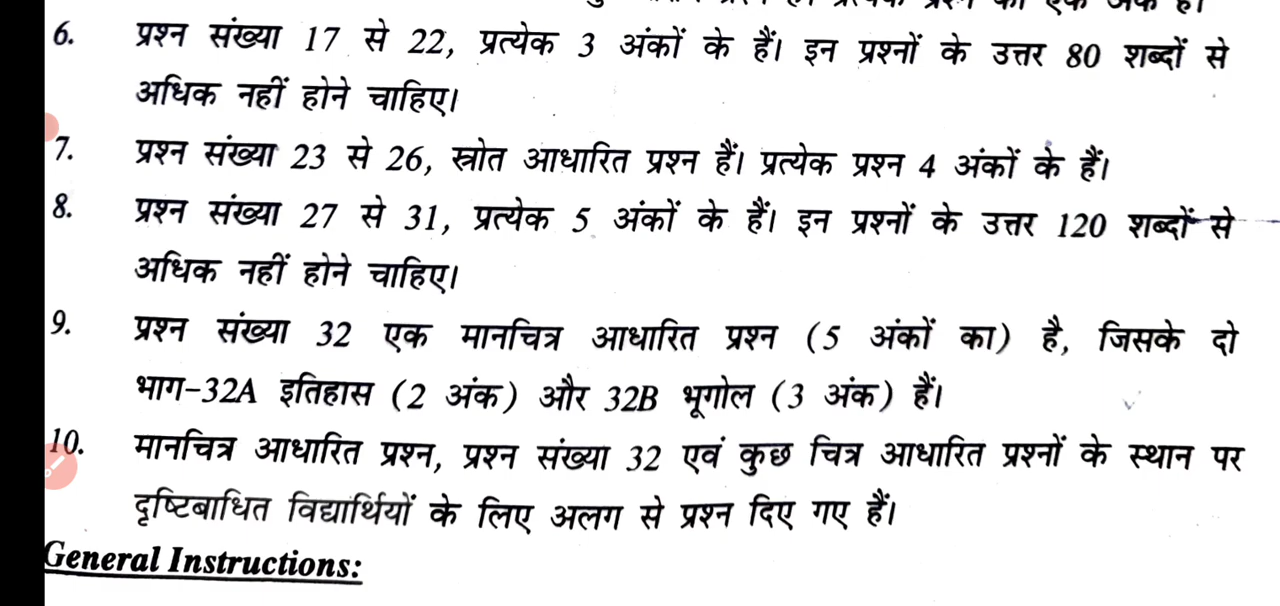 6. प्रश्न संख्या 17 से 22, प्रत्येक 3 अंकों के हैं। इन प्रश्नों के उत्तर 80 शब्दों से
अधिक नहीं होने चाहिए।
7. प्रश्न संख्या 23 से 26, स्रोत आधारित प्रश्न हैं। प्रत्येक प्रश्न 4 अंकों के हैं।
8. प्रश्न संख्या 27 से 31, प्रत्येक 5 अंकों के हैं। इन प्रश्नों के उत्तर 120 शब्दों से
अधिक नहीं होने चाहिए।
9. प्रश्न संख्या 32 एक मानचित्र आधारित प्रश्न (5 अंकों का) है, जिसके दो
भाग-32A इतिहास (2 अंक) और 32B भूगोल (3 अंक) हैं।
10. मानचित्र आधारित प्रश्न, प्रश्न संख्या 32 एवं कुछ चित्र आधारित प्रश्नों के स्थान पर
दृष्टिबाधित विद्यार्थियों के लिए अलग से प्रश्न दिए गए हैं।
General Instructions: